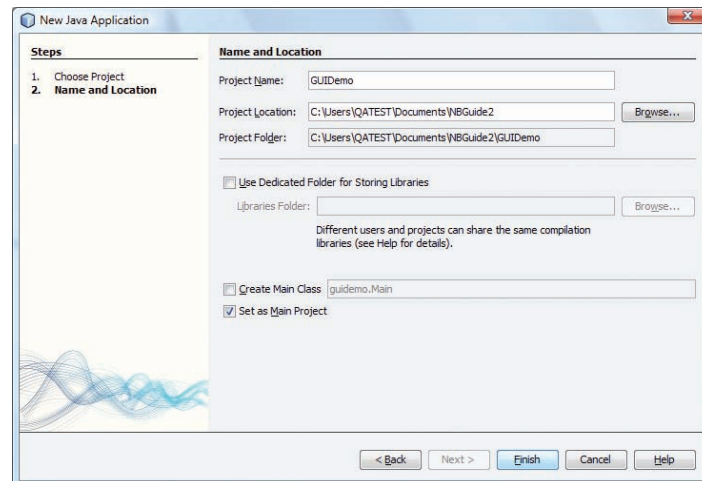 New Java Application
Steps
1. Choose Project
2. Name and Location
Name and Location
Project Name: GUIDemo
Project Location: C:\Users\QATEST\Documents\NBGuide2 Browse...
Project Folder: C:\Users\QATEST\Documents\NBGuide2\GUIDemo
Use Dedicated Folder for Storing Libraries
Libraries Folder: Browse...
Different users and projects can share the same compilation
libraries (see Help for details).
Create Main Class guidemo.Main
Set as Main Project
< Back Next > Finish Cancel Help